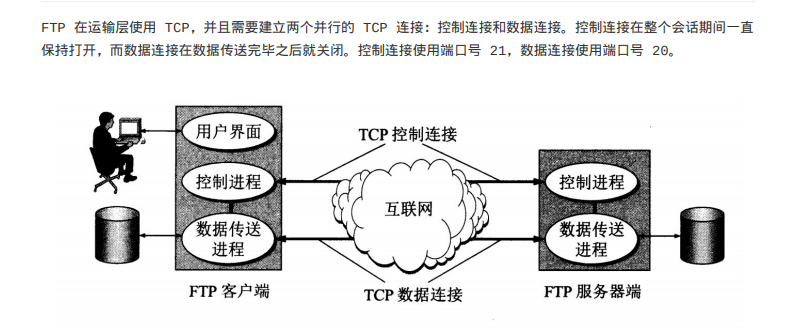 FTP 在运输层使用 TCP，并且需要建立两个并行的 TCP 连接：控制连接和数据连接。控制连接在整个会话期间一直
保持打开，而数据连接在数据传送完毕之后就关闭。控制连接使用端口号 21，数据连接使用端口号 20。
用户界面
TCP 控制连接
控制进程
控制进程
互联网
数据传送
进程
数据传送
进程
FTP 客户端
TCP 数据连接
FTP 服务器端